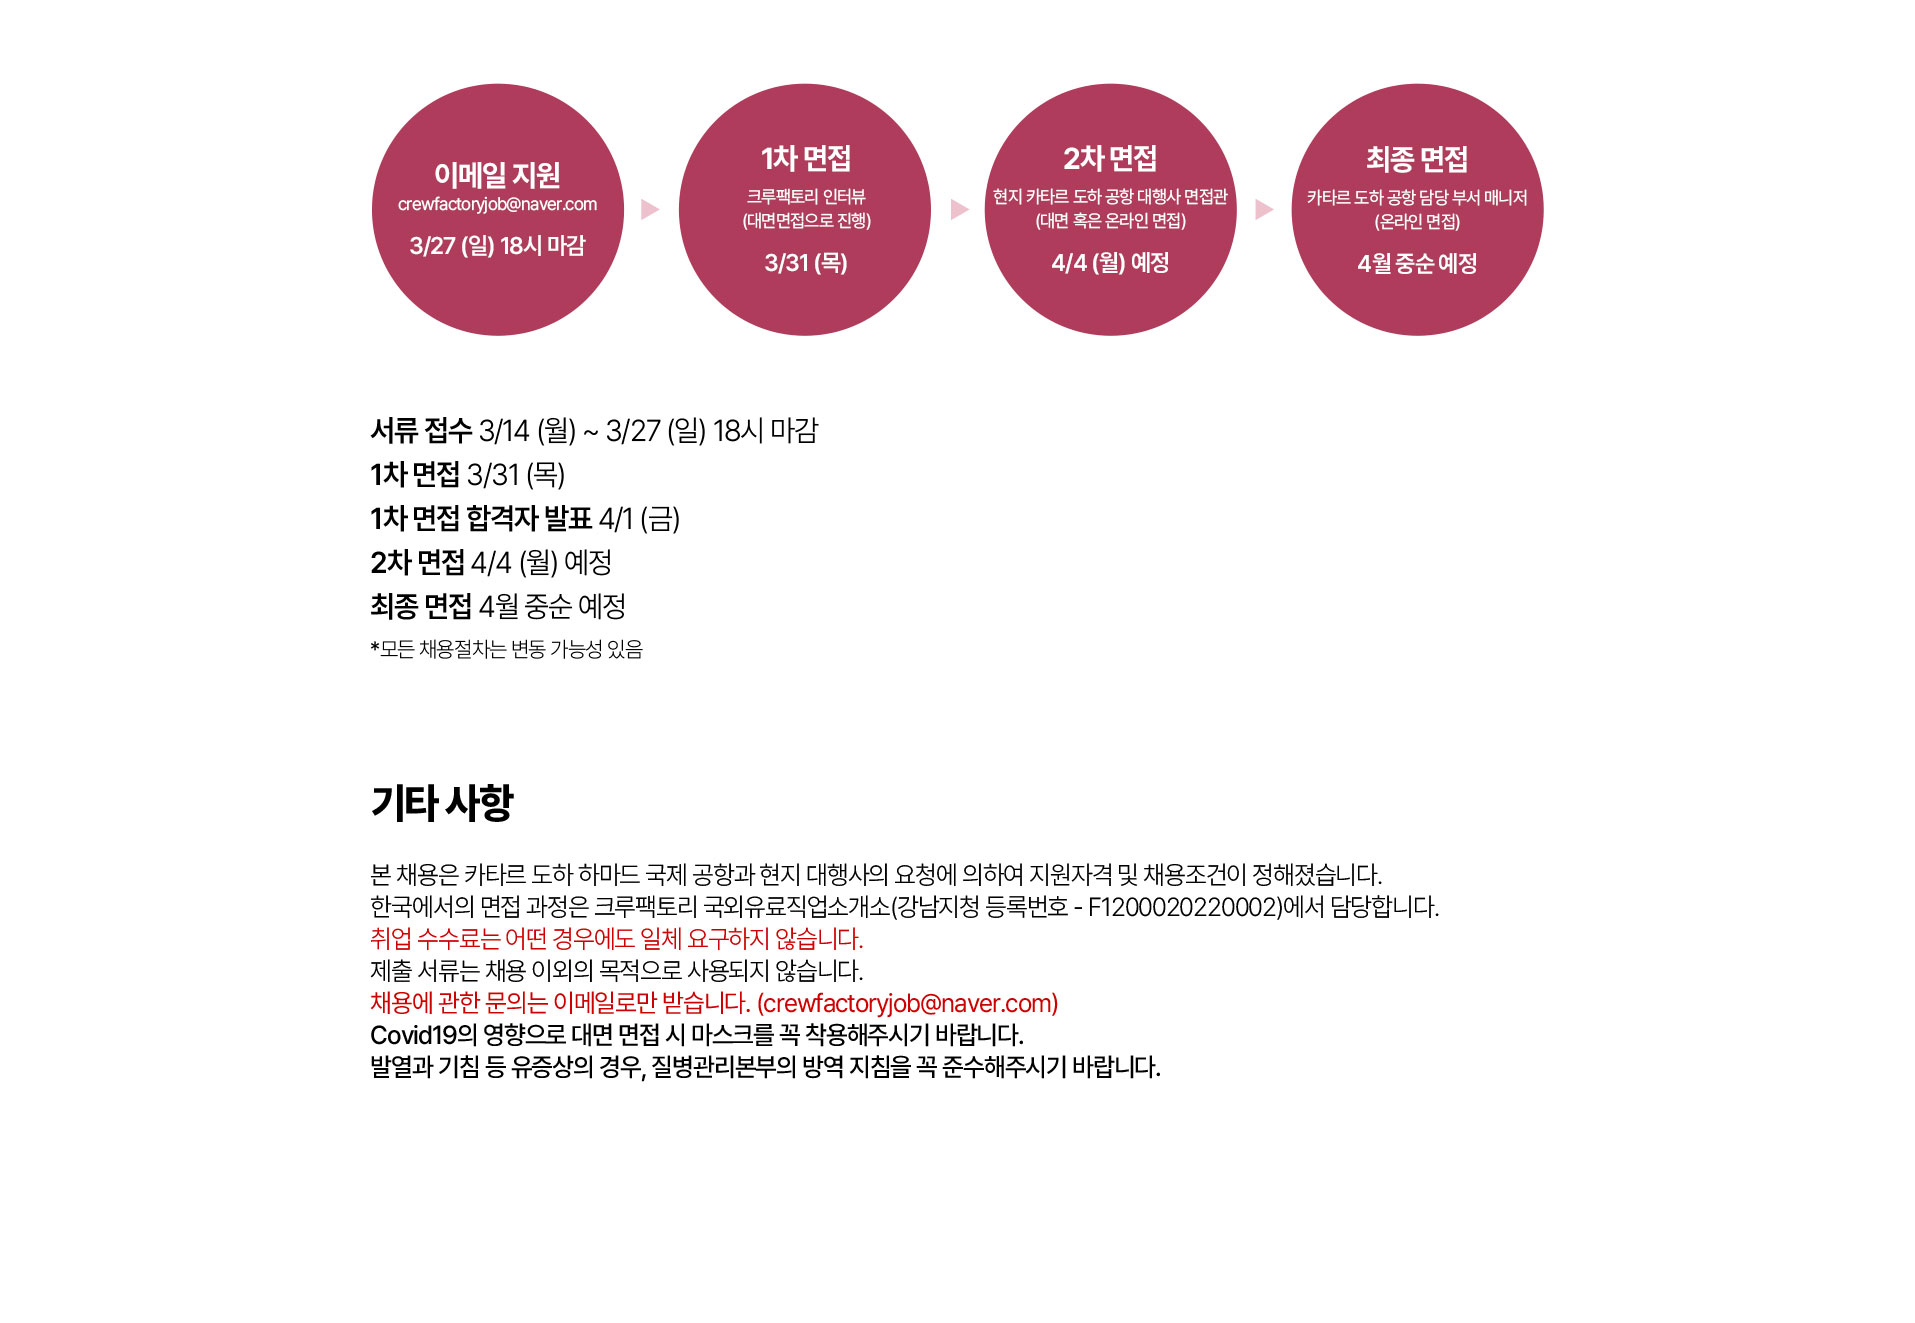 이메일 지원
crewfactoryjob@naver.com
3/27 (일) 18시 마감
1차 면접
크루팩토리 인터뷰
(대면면접으로 진행)
3/31 (목)
2차 면접
현지 카타르 도하 공항 대행사 면접관
(대면 혹은 온라인 면접)
4/4 (월) 예정
최종 면접
카타르 도하 공항 담당 부서 매니저
(온라인 면접)
4월 중순 예정
서류 접수 3/14 (월) ~ 3/27 (일) 18시 마감
1차 면접 3/31 (목)
1차 면접 합격자 발표 4/1 (금)
2차 면접 4/4 (월) 예정
최종 면접 4월 중순 예정
*모든 채용절차는 변동 가능성 있음
기타 사항
본 채용은 카타르 도하 하마드 국제 공항과 현지 대행사의 요청에 의하여 지원자격 및 채용조건이 정해졌습니다.
한국에서의 면접 과정은 크루팩토리 국외유료직업소개소(강남지청 등록번호 - F1200020220002)에서 담당합니다.
취업 수수료는 어떤 경우에도 일체 요구하지 않습니다.
제출 서류는 채용 이외의 목적으로 사용되지 않습니다.
채용에 관한 문의는 이메일로만 받습니다. (crewfactoryjob@naver.com)
Covid19의 영향으로 대면 면접 시 마스크를 꼭 착용해주시기 바랍니다.
발열과 기침 등 유증상의 경우, 질병관리본부의 방역 지침을 꼭 준수해주시기 바랍니다.